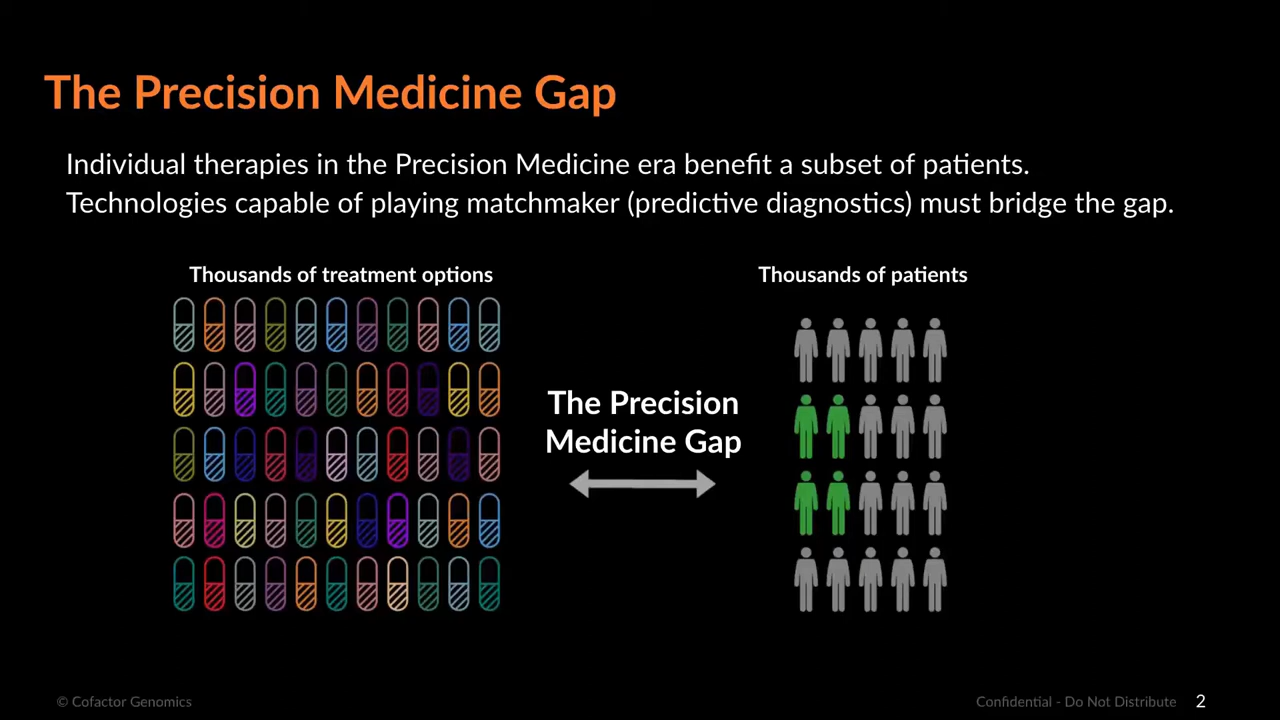 The Precision Medicine Gap
Individual therapies in the Precision Medicine era benefit a subset of patients.
Technologies capable of playing matchmaker (predictive diagnostics) must bridge the gap.
Thousands of treatment options
Thousands of patients
The Precision
Medicine Gap
© Cofactor Genomics
Confidential - Do Not Distribute
2